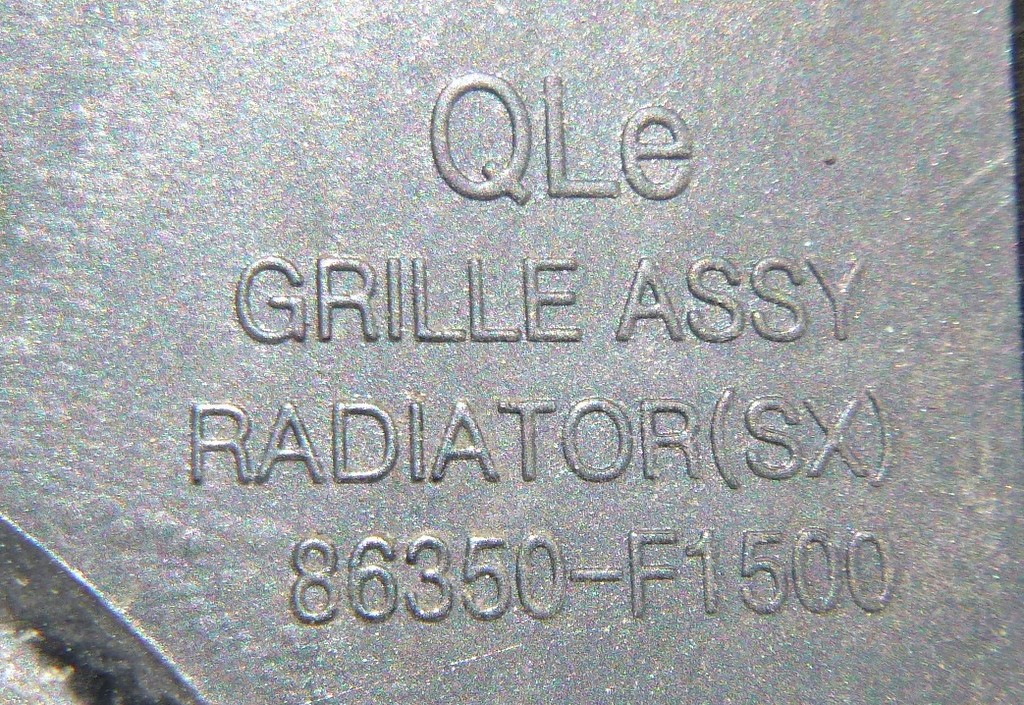 QLe
GRILLE ASSY
RADIATOR(SX)
86350-F1500